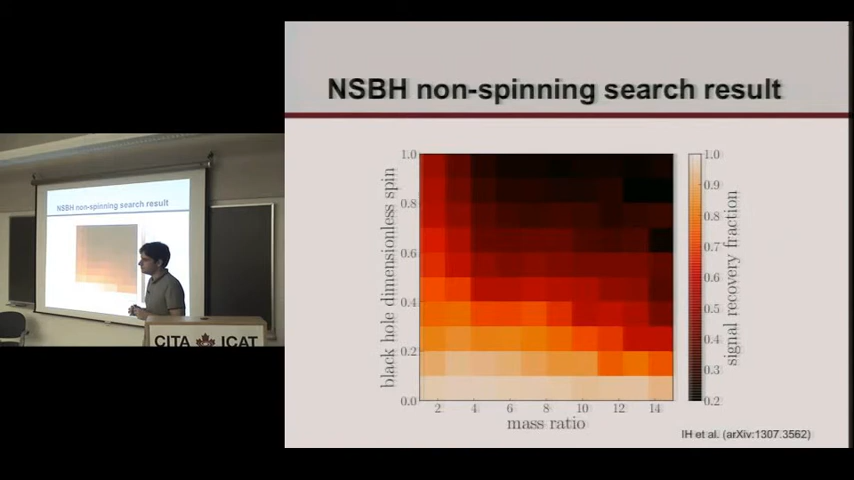 NSBH non-spinning search result
1.0
0.8
0.6
0.4
0.2
0.0
black hole dimensionless spin
2 4 6 8 10 12 14
mass ratio
1.0
0.9
0.8
0.7
0.6
0.5
0.4
0.3
0.2
signal recovery fraction
IH et al. (arXiv:1307.3562)
NSBH non-spinning search result
CITA ICAT